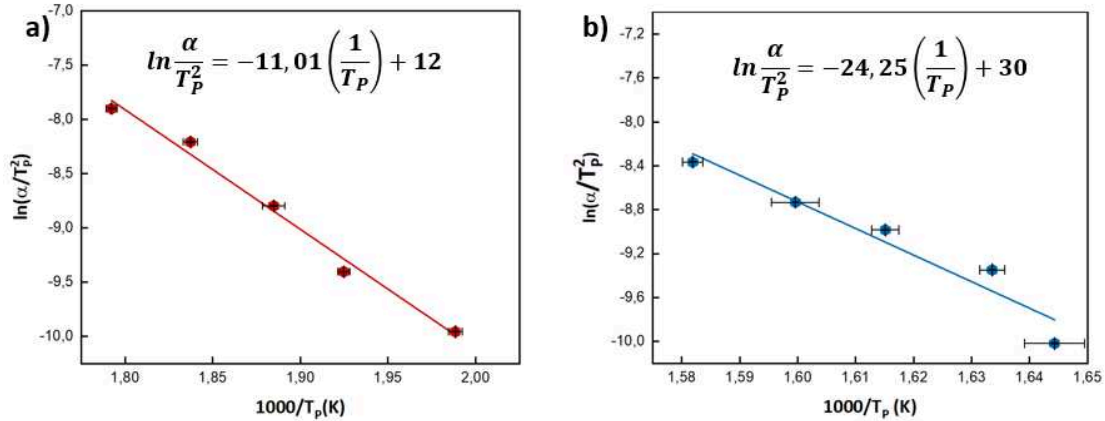 a)
ln α/T_P^2 = −11,01 (1/T_P) + 12
-7,0
-8,0
-8,5
-9,0
-9,5
-10,0
ln(α/T_P^2)
1,80 1,85 1,90 1,95 2,00
1000/T_P(K)
b)
ln α/T_P^2 = −24,25 (1/T_P) + 30
-7,2
-7,6
-8,0
-8,4
-8,8
-9,2
-9,6
-10,0
ln(α/T_P^2)
1,58 1,59 1,60 1,61 1,62 1,63 1,64 1,65
1000/T_P (K)